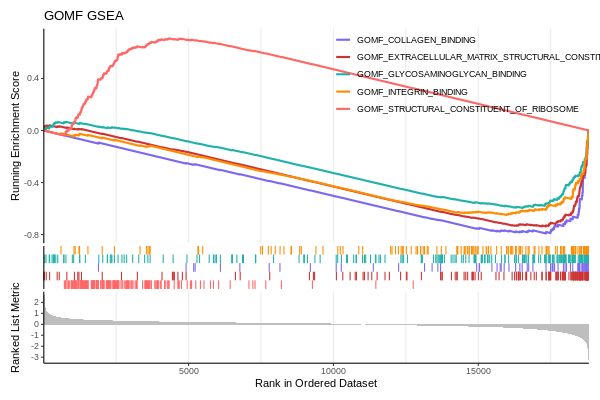 GOMF GSEA
GOMF_COLLAGEN_BINDING
GOMF_EXTRACELLULAR_MATRIX_STRUCTURAL_CONSTI
GOMF_GLYCOSAMINOGLYCAN_BINDING
GOMF_INTEGRIN_BINDING
GOMF_STRUCTURAL_CONSTITUENT_OF_RIBOSOME
Running Enrichment Score
0.4
0.0
-0.4
-0.8
Ranked List Metric
2
1
0
-1
-2
-3
5000 10000 15000
Rank in Ordered Dataset